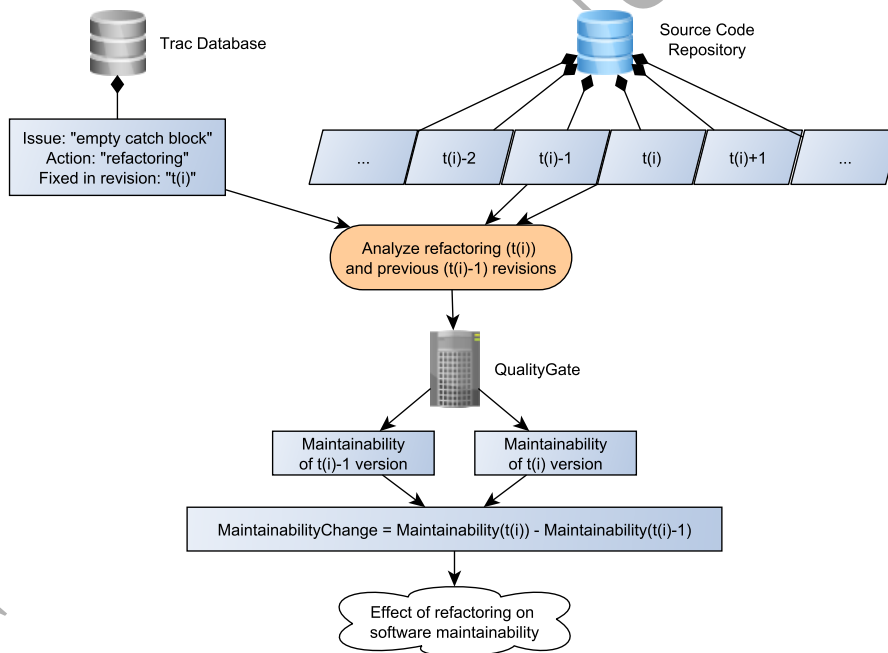 Trac Database
Source Code
Repository
Issue: "empty catch block"
Action: "refactoring"
Fixed in revision: "t(i)"
...
t(i)-2
t(i)-1
t(i)
t(i)+1
...
Analyze refactoring (t(i))
and previous (t(i)-1) revisions
QualityGate
Maintainability
of t(i)-1 version
Maintainability
of t(i) version
MaintainabilityChange = Maintainability(t(i)) - Maintainability(t(i)-1)
Effect of refactoring on
software maintainability